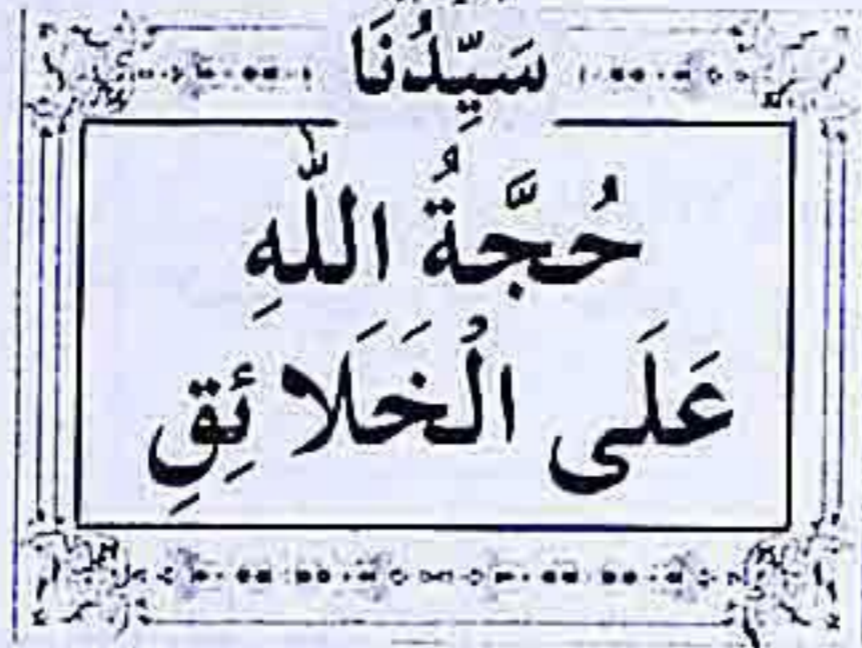 سَيِّدُنَا
حُجَّةُ اللّٰهِ
عَلَى الْخَلَائِقِ